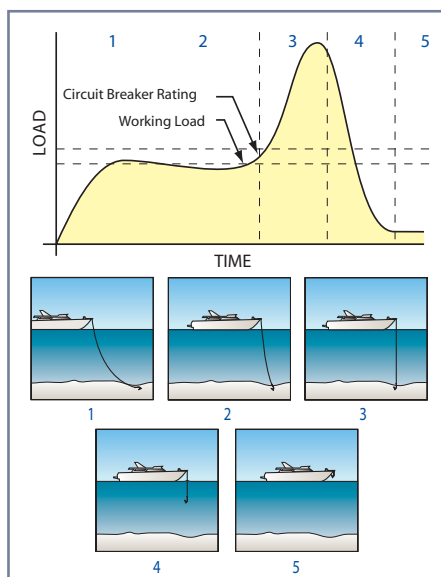 1 2 3 4 5
Circuit Breaker Rating
Working Load
LOAD
TIME
1 2 3
4 5